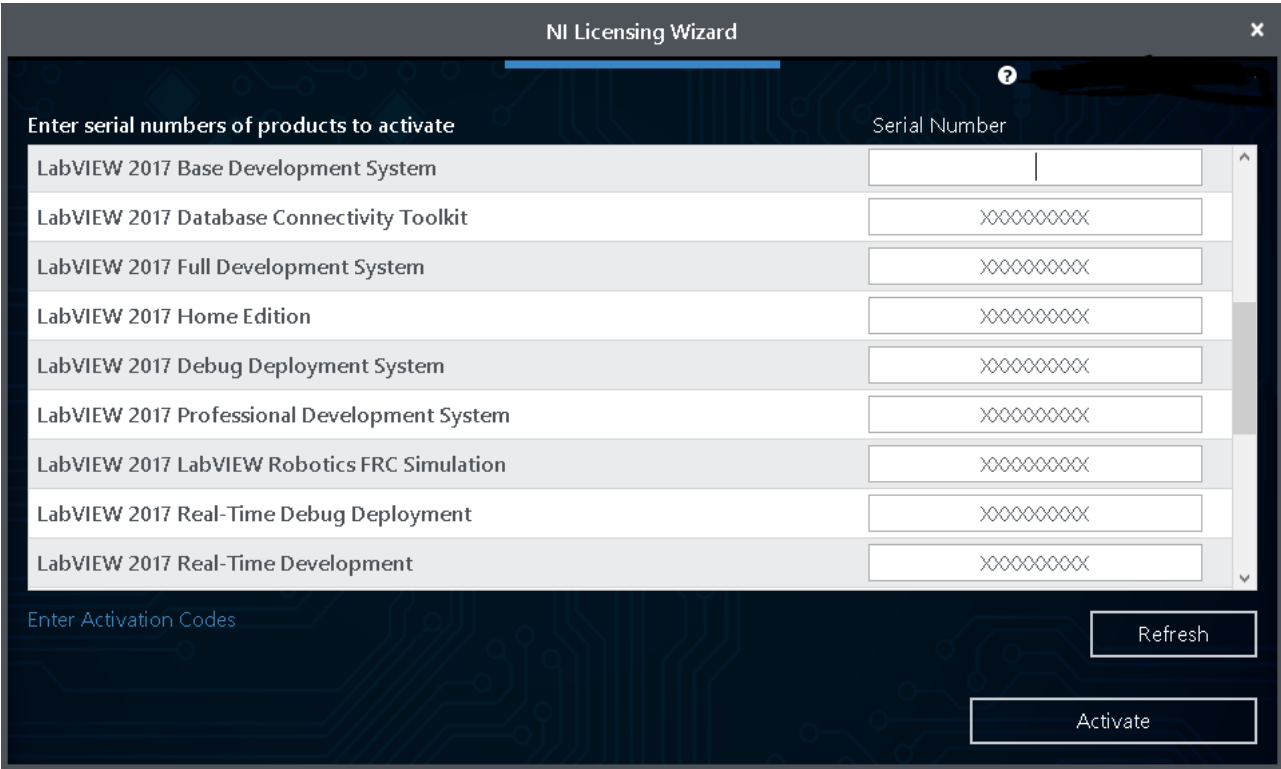 NI Licensing Wizard
Enter serial numbers of products to activate Serial Number
LabVIEW 2017 Base Development System
LabVIEW 2017 Database Connectivity Toolkit XXXXXXXXX
LabVIEW 2017 Full Development System XXXXXXXXX
LabVIEW 2017 Home Edition XXXXXXXXX
LabVIEW 2017 Debug Deployment System XXXXXXXXX
LabVIEW 2017 Professional Development System XXXXXXXXX
LabVIEW 2017 LabVIEW Robotics FRC Simulation XXXXXXXXX
LabVIEW 2017 Real-Time Debug Deployment XXXXXXXXX
LabVIEW 2017 Real-Time Development XXXXXXXXX
Enter Activation Codes
Refresh
Activate